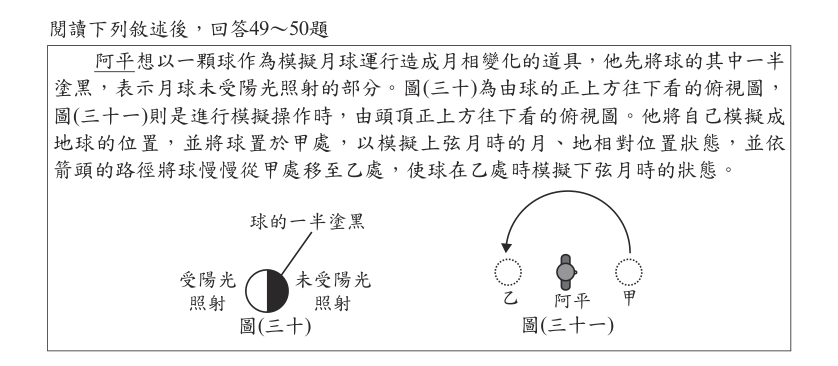 閱讀下列敘述後，回答49～50題
阿平想以一顆球作為模擬月球運行造成月相變化的道具，他先將球的其中一半
塗黑，表示月球未受陽光照射的部分。圖(三十)為由球的正上方往下看的俯視圖，
圖(三十一)則是進行模擬操作時，由頭頂正上方往下看的俯視圖。他將自己模擬成
地球的位置，並將球置於甲處，以模擬上弦月時的月、地相對位置狀態，並依
箭頭的路徑將球慢慢從甲處移至乙處，使球在乙處時模擬下弦月時的狀態。
球的一半塗黑
受陽光
照射
未受陽光
照射
圖(三十)
乙
阿平
甲
圖(三十一)